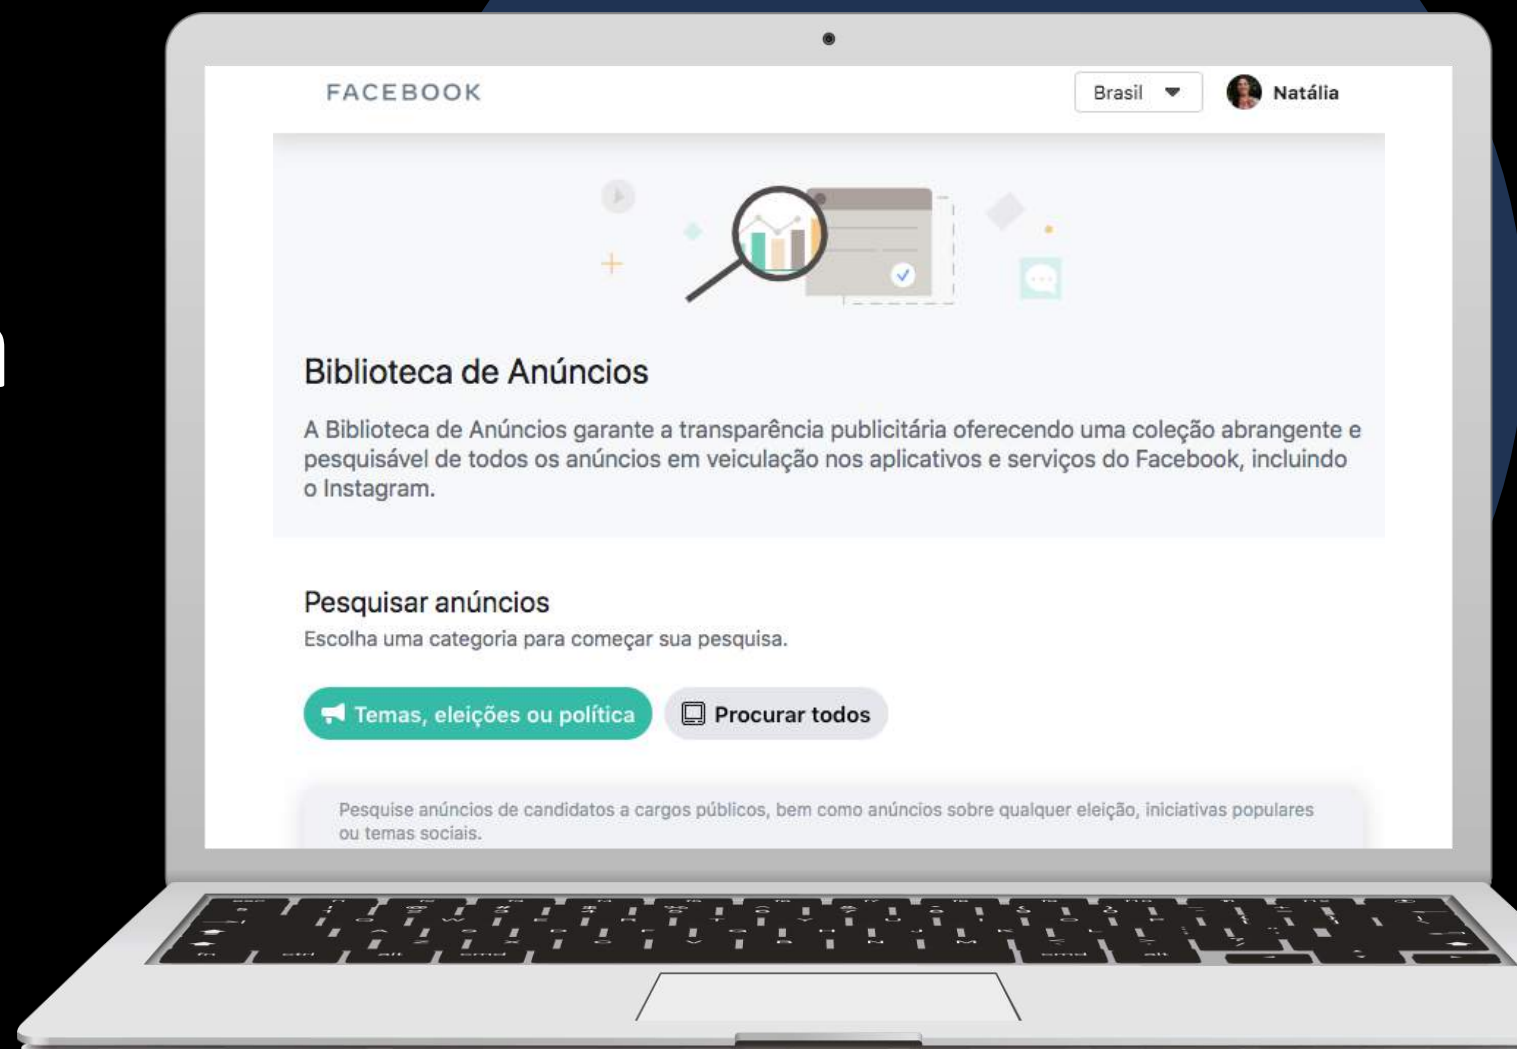 FACEBOOK
Brasil
Natália
Biblioteca de Anúncios
A Biblioteca de Anúncios garante a transparência publicitária oferecendo uma coleção abrangente e
pesquisável de todos os anúncios em veiculação nos aplicativos e serviços do Facebook, incluindo
o Instagram.
Pesquisar anúncios
Escolha uma categoria para começar sua pesquisa.
Temas, eleições ou política
Procurar todos
Pesquise anúncios de candidatos a cargos públicos, bem como anúncios sobre qualquer eleição, iniciativas populares
ou temas sociais.